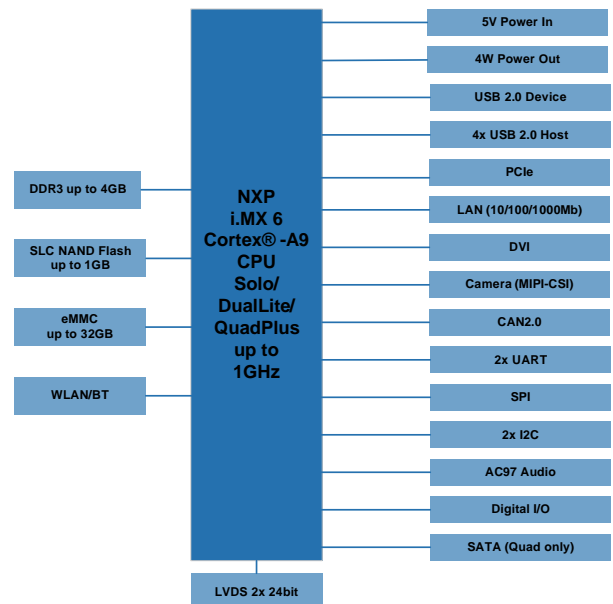 DDR3 up to 4GB
SLC NAND Flash
up to 1GB
eMMC
up to 32GB
WLAN/BT
NXP
i.MX 6
Cortex® -A9
CPU
Solo/
DualLite/
QuadPlus
up to
1GHz
5V Power In
4W Power Out
USB 2.0 Device
4x USB 2.0 Host
PCIe
LAN (10/100/1000Mb)
DVI
Camera (MIPI-CSI)
CAN2.0
2x UART
SPI
2x I2C
AC97 Audio
Digital I/O
SATA (Quad only)
LVDS 2x 24bit